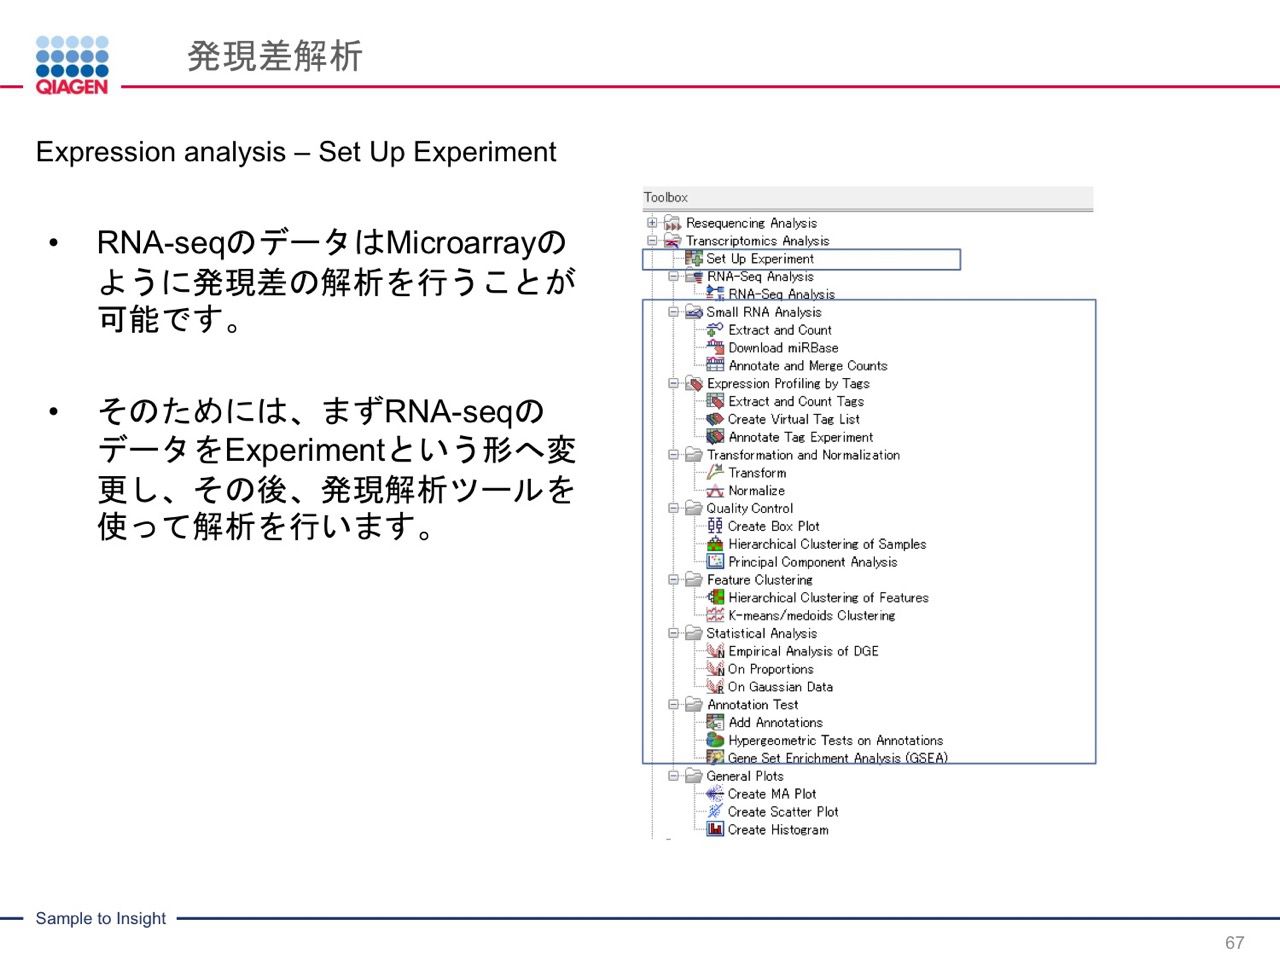 発現差解析
QIAGEN
Expression analysis – Set Up Experiment
• RNA-seqのデータはMicroarrayの
ように発現差の解析を行うことが
可能です。
• そのためには、まずRNA-seqの
データをExperimentという形へ変
更し、その後、発現解析ツールを
使って解析を行います。
Toolbox
Resequencing Analysis
Transcriptomics Analysis
Set Up Experiment
RNA-Seq Analysis
RNA-Seq Analysis
Small RNA Analysis
Extract and Count
Download miRBase
Annotate and Merge Counts
Expression Profiling by Tags
Extract and Count Tags
Create Virtual Tag List
Annotate Tag Experiment
Transformation and Normalization
Transform
Normalize
Quality Control
Create Box Plot
Hierarchical Clustering of Samples
Principal Component Analysis
Feature Clustering
Hierarchical Clustering of Features
K-means/medoids Clustering
Statistical Analysis
Empirical Analysis of DGE
On Proportions
On Gaussian Data
Annotation Test
Add Annotations
Hypergeometric Tests on Annotations
Gene Set Enrichment Analysis (GSEA)
General Plots
Create MA Plot
Create Scatter Plot
Create Histogram
Sample to Insight
67